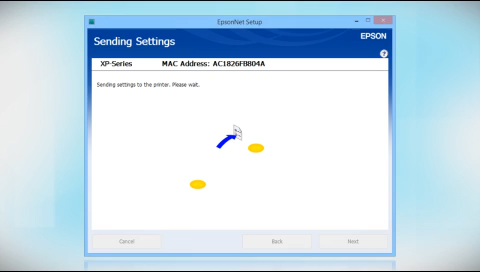 EpsonNet Setup
Sending Settings
EPSON
?
XP-Series MAC Address: AC1826FB804A
Sending settings to the printer. Please wait.
Cancel Back Next